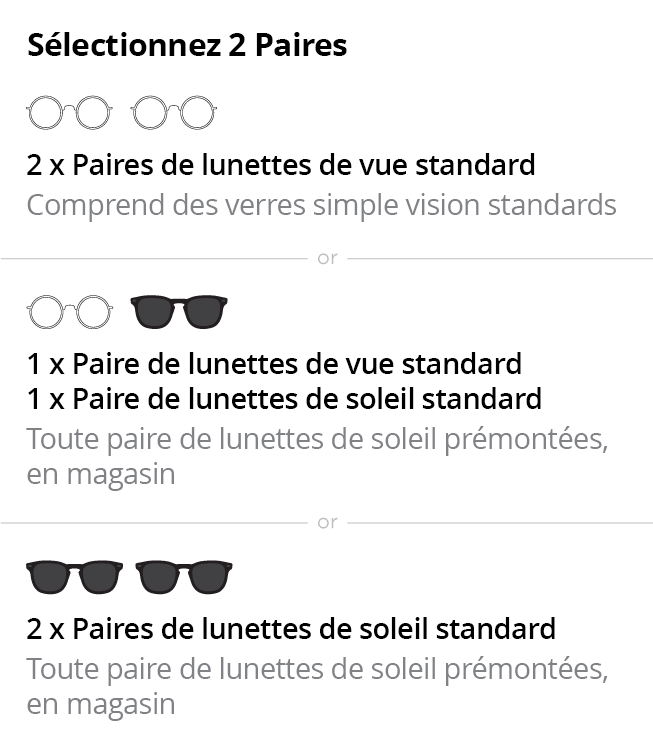 Sélectionnez 2 Paires
2 x Paires de lunettes de vue standard
Comprend des verres simple vision standards
or
1 x Paire de lunettes de vue standard
1 x Paire de lunettes de soleil standard
Toute paire de lunettes de soleil prémontées,
en magasin
or
2 x Paires de lunettes de soleil standard
Toute paire de lunettes de soleil prémontées,
en magasin